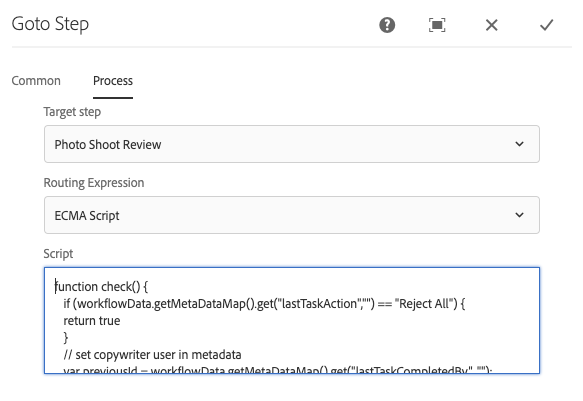 Goto Step
Common Process
Target step
Photo Shoot Review
Routing Expression
ECMA Script
Script
function check() {
if (workflowData.getMetaDataMap().get("lastTaskAction","") == "Reject All") {
return true
}
// set copywriter user in metadata
var previousId = workflowData.getMetaDataMap().get("lastTaskCompletedBy", "");